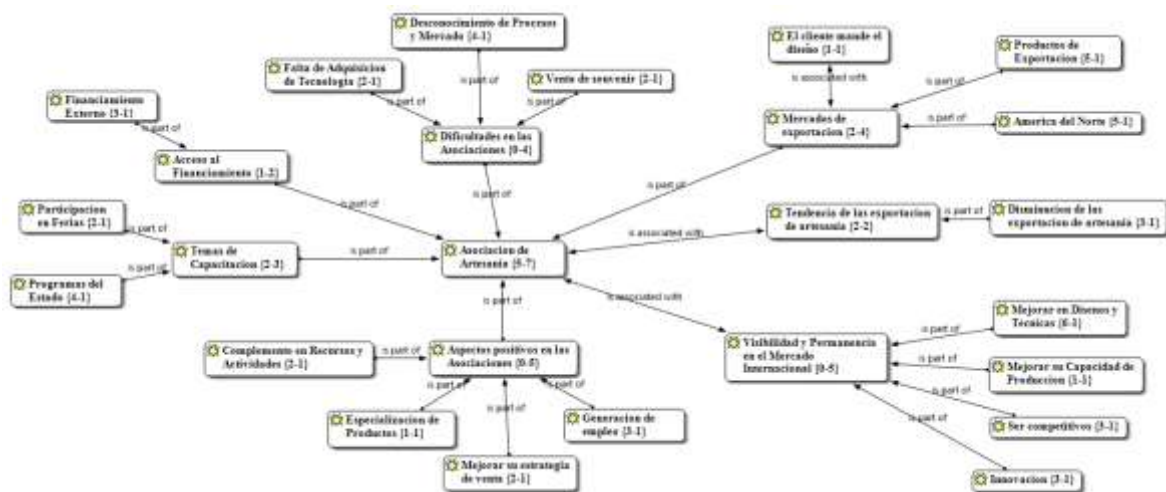 Desconocimiento de Procesos
y Mercado {4-1}
is part of
Falta de Adquisicion
de Tecnologia {2-1}
is part of
Venta de souvenir {2-1}
is part of
Dificultades en las
Asociaciones {0-4}
is part of
Financiamiento
Externo {3-1}
is part of
Acceso al
Financiamiento {1-2}
is part of
Participacion
en Ferias {2-1}
is part of
Temas de
Capacitacion {2-3}
is part of
Programas del
Estado {4-1}
is part of
Asociacion de
Artesania {5-7}
El cliente mande el
diseño {1-1}
is associated with
Mercados de
exportacion {2-4}
is part of
Productos de
Exportacion {5-1}
is part of
America del Norte {5-1}
is part of
Tendencia de las exportacion
de artesania {2-2}
is associated with
is part of
Disminucion de las
exportacion de artesania {3-1}
is associated with
Visibilidad y Permanencia
en el Mercado
Internacional {0-5}
Mejorar en Disenos y
Tecnicas {6-1}
is part of
Mejorar su Capacidad de
Produccion {1-1}
is part of
Ser competitivos {3-1}
is part of
Innovacion {3-1}
is part of
is part of
Complemento en Recursos y
Actividades {2-1}
is part of
Aspectos positivos en las
Asociaciones {0-5}
Especializacion de
Productos {1-1}
is part of
Mejorar su estrategia
de venta {2-1}
is part of
Generacion de
empleo {3-1}
is part of